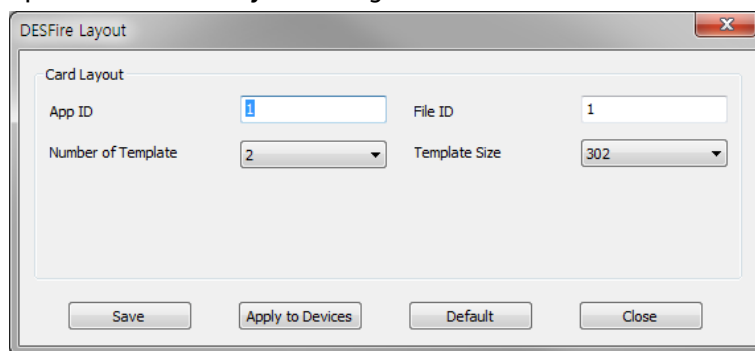 DESFire Layout
Card Layout
App ID 1 File ID 1
Number of Template 2 Template Size 302
Save Apply to Devices Default Close